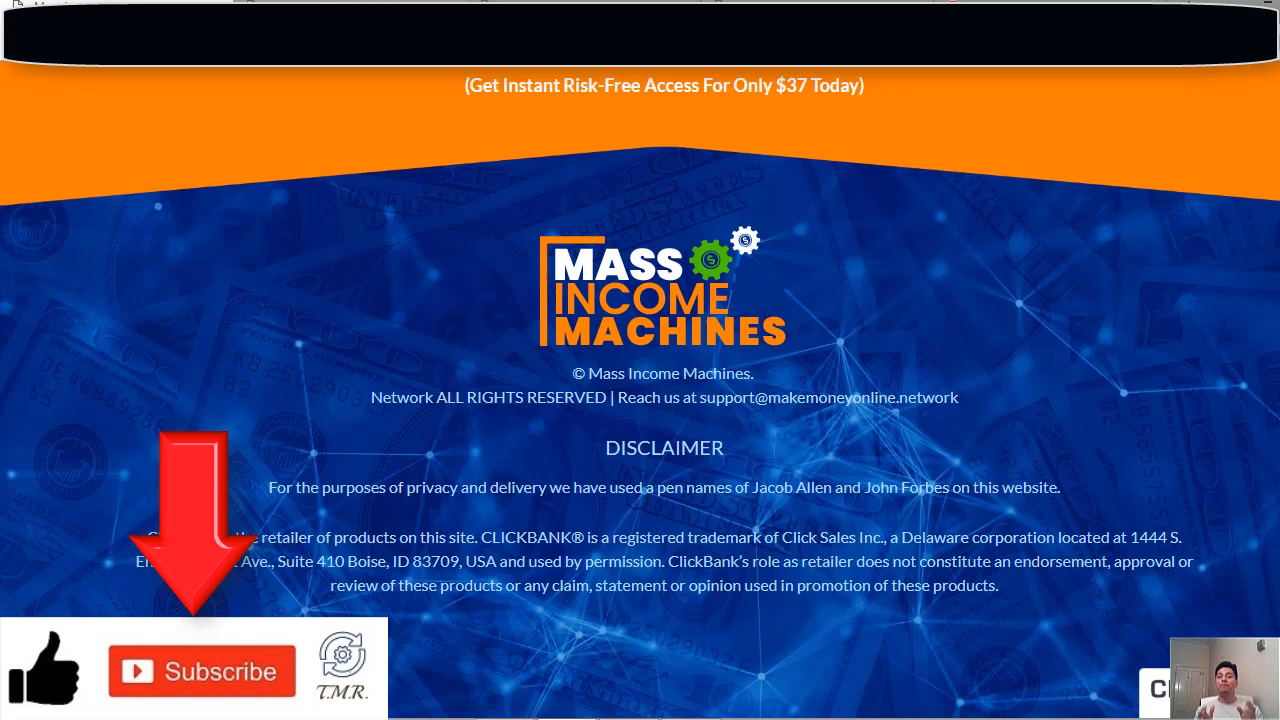 (Get Instant Risk-Free Access For Only $37 Today)
MASS
INCOME
MACHINES
© Mass Income Machines.
Network ALL RIGHTS RESERVED | Reach us at support@makemoneyonline.network
DISCLAIMER
For the purposes of privacy and delivery we have used a pen names of Jacob Allen and John Forbes on this website.
retailer of products on this site. CLICKBANK® is a registered trademark of Click Sales Inc., a Delaware corporation located at 1444 S.
Ave., Suite 410 Boise, ID 83709, USA and used by permission. ClickBank's role as retailer does not constitute an endorsement, approval or
review of these products or any claim, statement or opinion used in promotion of these products.
Subscribe
T.M.R.